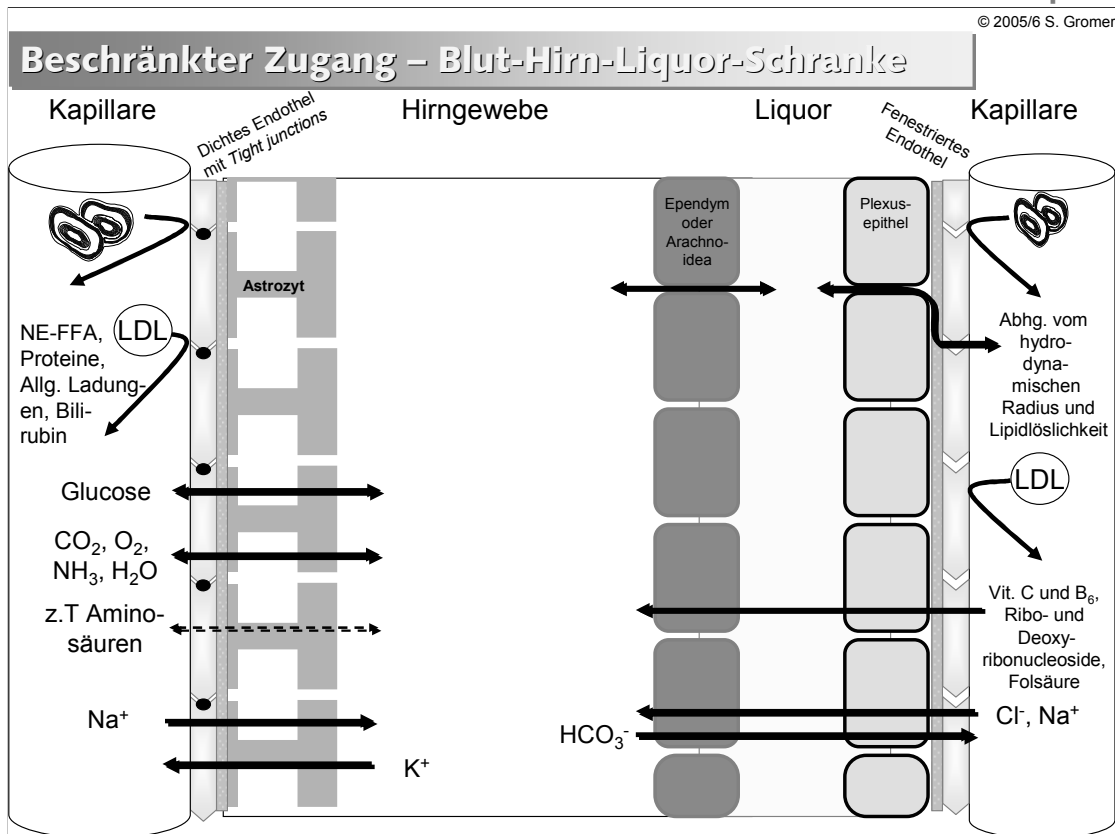 © 2005/6 S. Gromer
Beschränkter Zugang – Blut-Hirn-Liquor-Schranke
Kapillare
Dichtes Endothel
mit Tight junctions
Hirngewebe
Liquor
Fenestriertes
Endothel
Kapillare
Astrozyt
Ependym
oder
Arachno-
idea
Plexus-
epithel
LDL
NE-FFA,
Proteine,
Allg. Ladung-
en, Bili-
rubin
Glucose
CO₂, O₂,
NH₃, H₂O
z.T Amino-
säuren
Na⁺
K⁺
HCO₃⁻
Abhg. vom
hydro-
dyna-
mischen
Radius und
Lipidlöslichkeit
LDL
Vit. C und B₆,
Ribo- und
Deoxy-
ribonucleoside,
Folsäure
Cl⁻, Na⁺